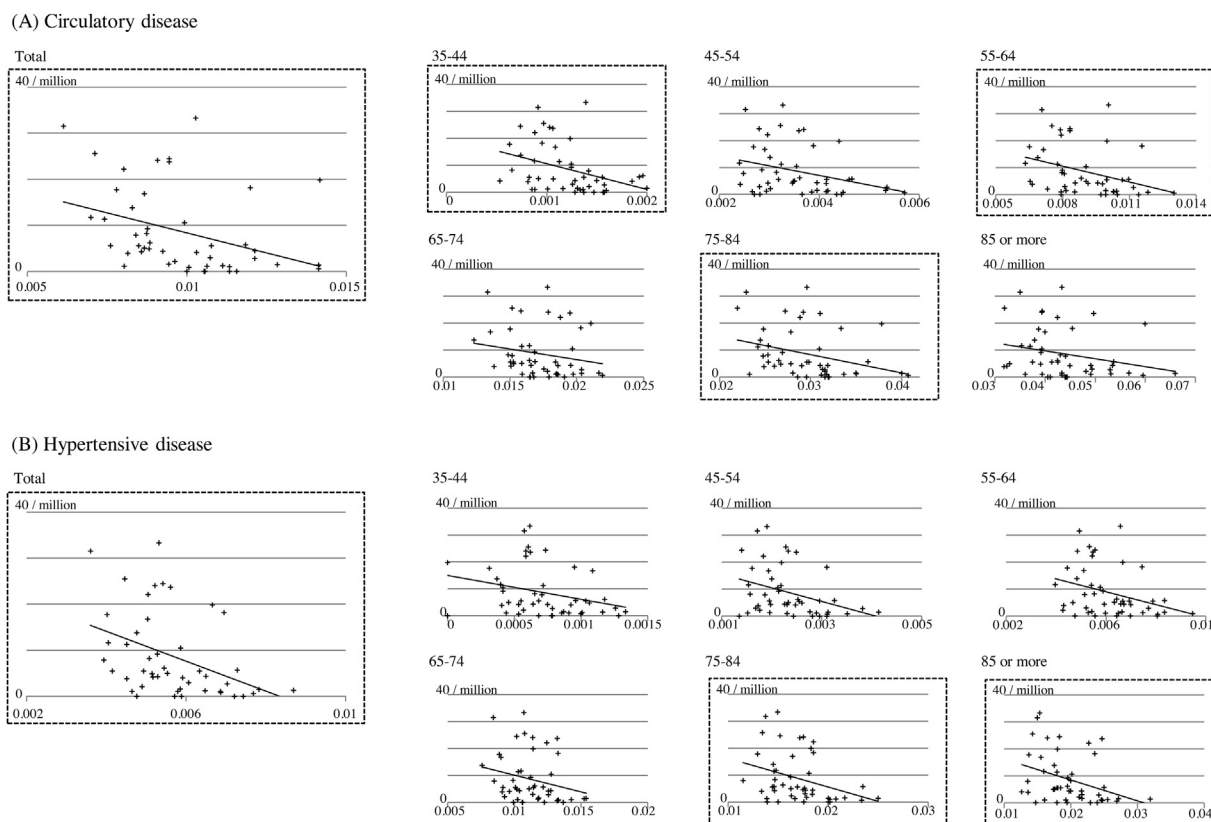 (A) Circulatory disease
Total
40 / million
0
0.005 0.01 0.015
35-44
40 / million
0
0 0.001 0.002
45-54
40 / million
0
0.002 0.004 0.006
55-64
40 / million
0
0.005 0.008 0.011 0.014
65-74
40 / million
0
0.01 0.015 0.02 0.025
75-84
40 / million
0
0.02 0.03 0.04
85 or more
40 / million
0
0.03 0.04 0.05 0.06 0.07
(B) Hypertensive disease
Total
40 / million
0
0.002 0.006 0.01
35-44
40 / million
0
0 0.0005 0.001 0.0015
45-54
40 / million
0
0.001 0.003 0.005
55-64
40 / million
0
0.002 0.006 0.01
65-74
40 / million
0
0.005 0.01 0.015 0.02
75-84
40 / million
0
0.01 0.02 0.03
85 or more
40 / million
0
0.01 0.02 0.03 0.04